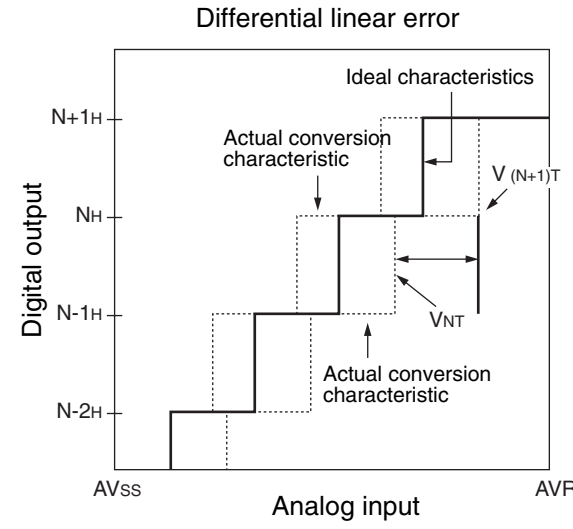 Differential linear error
Ideal characteristics
N+1H
Actual conversion
characteristic
V (N+1)T
NH
Digital output
N-1H
VNT
Actual conversion
characteristic
N-2H
AVSS
AVR
Analog input